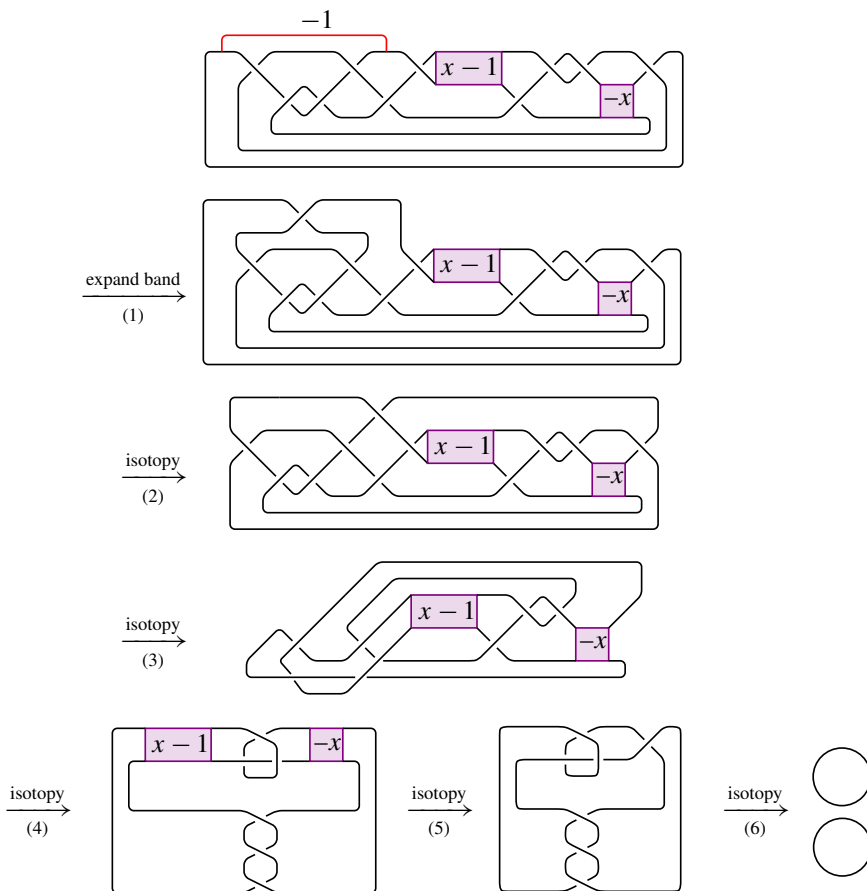 −1
x − 1
−x
expand band
(1)
x − 1
−x
isotopy
(2)
x − 1
−x
isotopy
(3)
x − 1
−x
isotopy
(4)
x − 1
−x
isotopy
(5)
isotopy
(6)